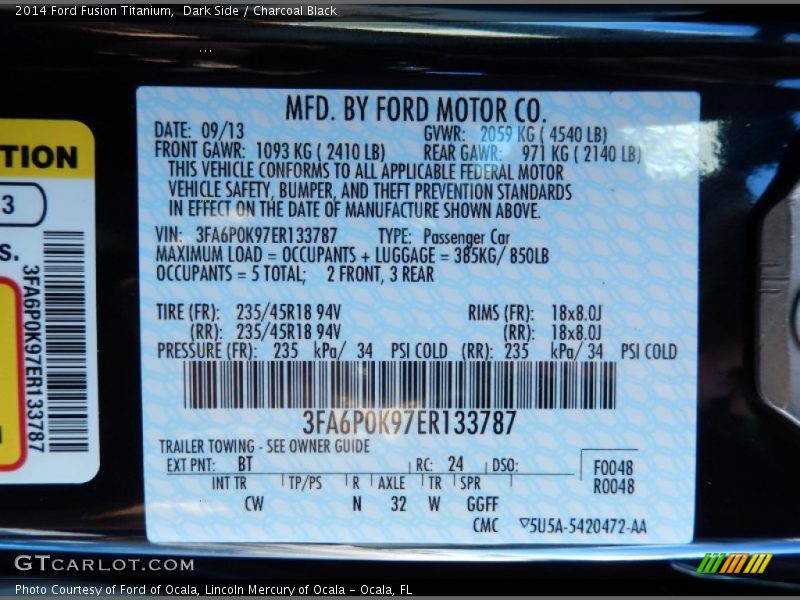 2014 Ford Fusion Titanium,  Dark Side / Charcoal Black
TION
3
S.
3FA6P0K97ER133787
MFD. BY FORD MOTOR CO.
DATE: 09/13 GVWR: 2059 KG ( 4540 LB)
FRONT GAWR: 1093 KG ( 2410 LB) REAR GAWR: 971 KG ( 2140 LB)
THIS VEHICLE CONFORMS TO ALL APPLICABLE FEDERAL MOTOR
VEHICLE SAFETY, BUMPER, AND THEFT PREVENTION STANDARDS
IN EFFECT ON THE DATE OF MANUFACTURE SHOWN ABOVE.
VIN: 3FA6P0K97ER133787 TYPE: Passenger Car
MAXIMUM LOAD = OCCUPANTS + LUGGAGE = 385KG/ 850LB
OCCUPANTS = 5 TOTAL; 2 FRONT, 3 REAR
TIRE (FR): 235/45R18 94V RIMS (FR): 18x8.0J
(RR): 235/45R18 94V (RR): 18x8.0J
PRESSURE (FR): 235 kPa/ 34 PSI COLD (RR): 235 kPa/ 34 PSI COLD
3FA6P0K97ER133787
TRAILER TOWING - SEE OWNER GUIDE
EXT PNT: BT RC: 24 DSO: F0048
R0048
INT TR TP/PS R AXLE TR SPR
CW N 32 W GGFF
CMC ▽5U5A-5420472-AA
GTCARLOT.COM
Photo Courtesy of Ford of Ocala, Lincoln Mercury of Ocala - Ocala, FL